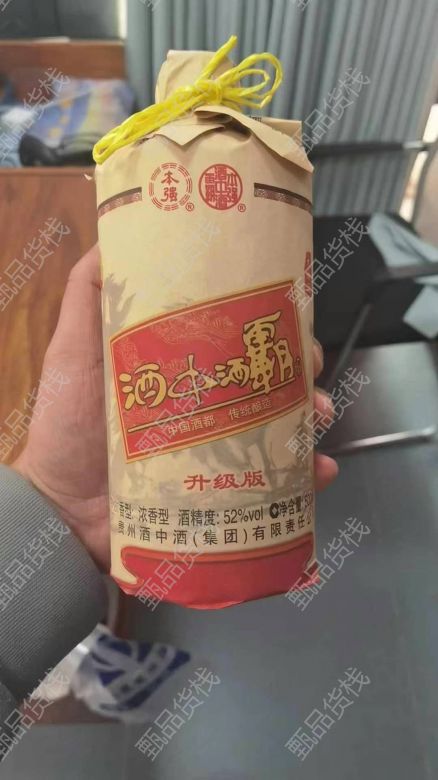 本强
®
®
酒中酒霸
中国酒都 传统酿造
升级版
香型: 浓香型 酒精度: 52%vol 净含量:
贵州酒中酒(集团)有限责任
甄品货栈